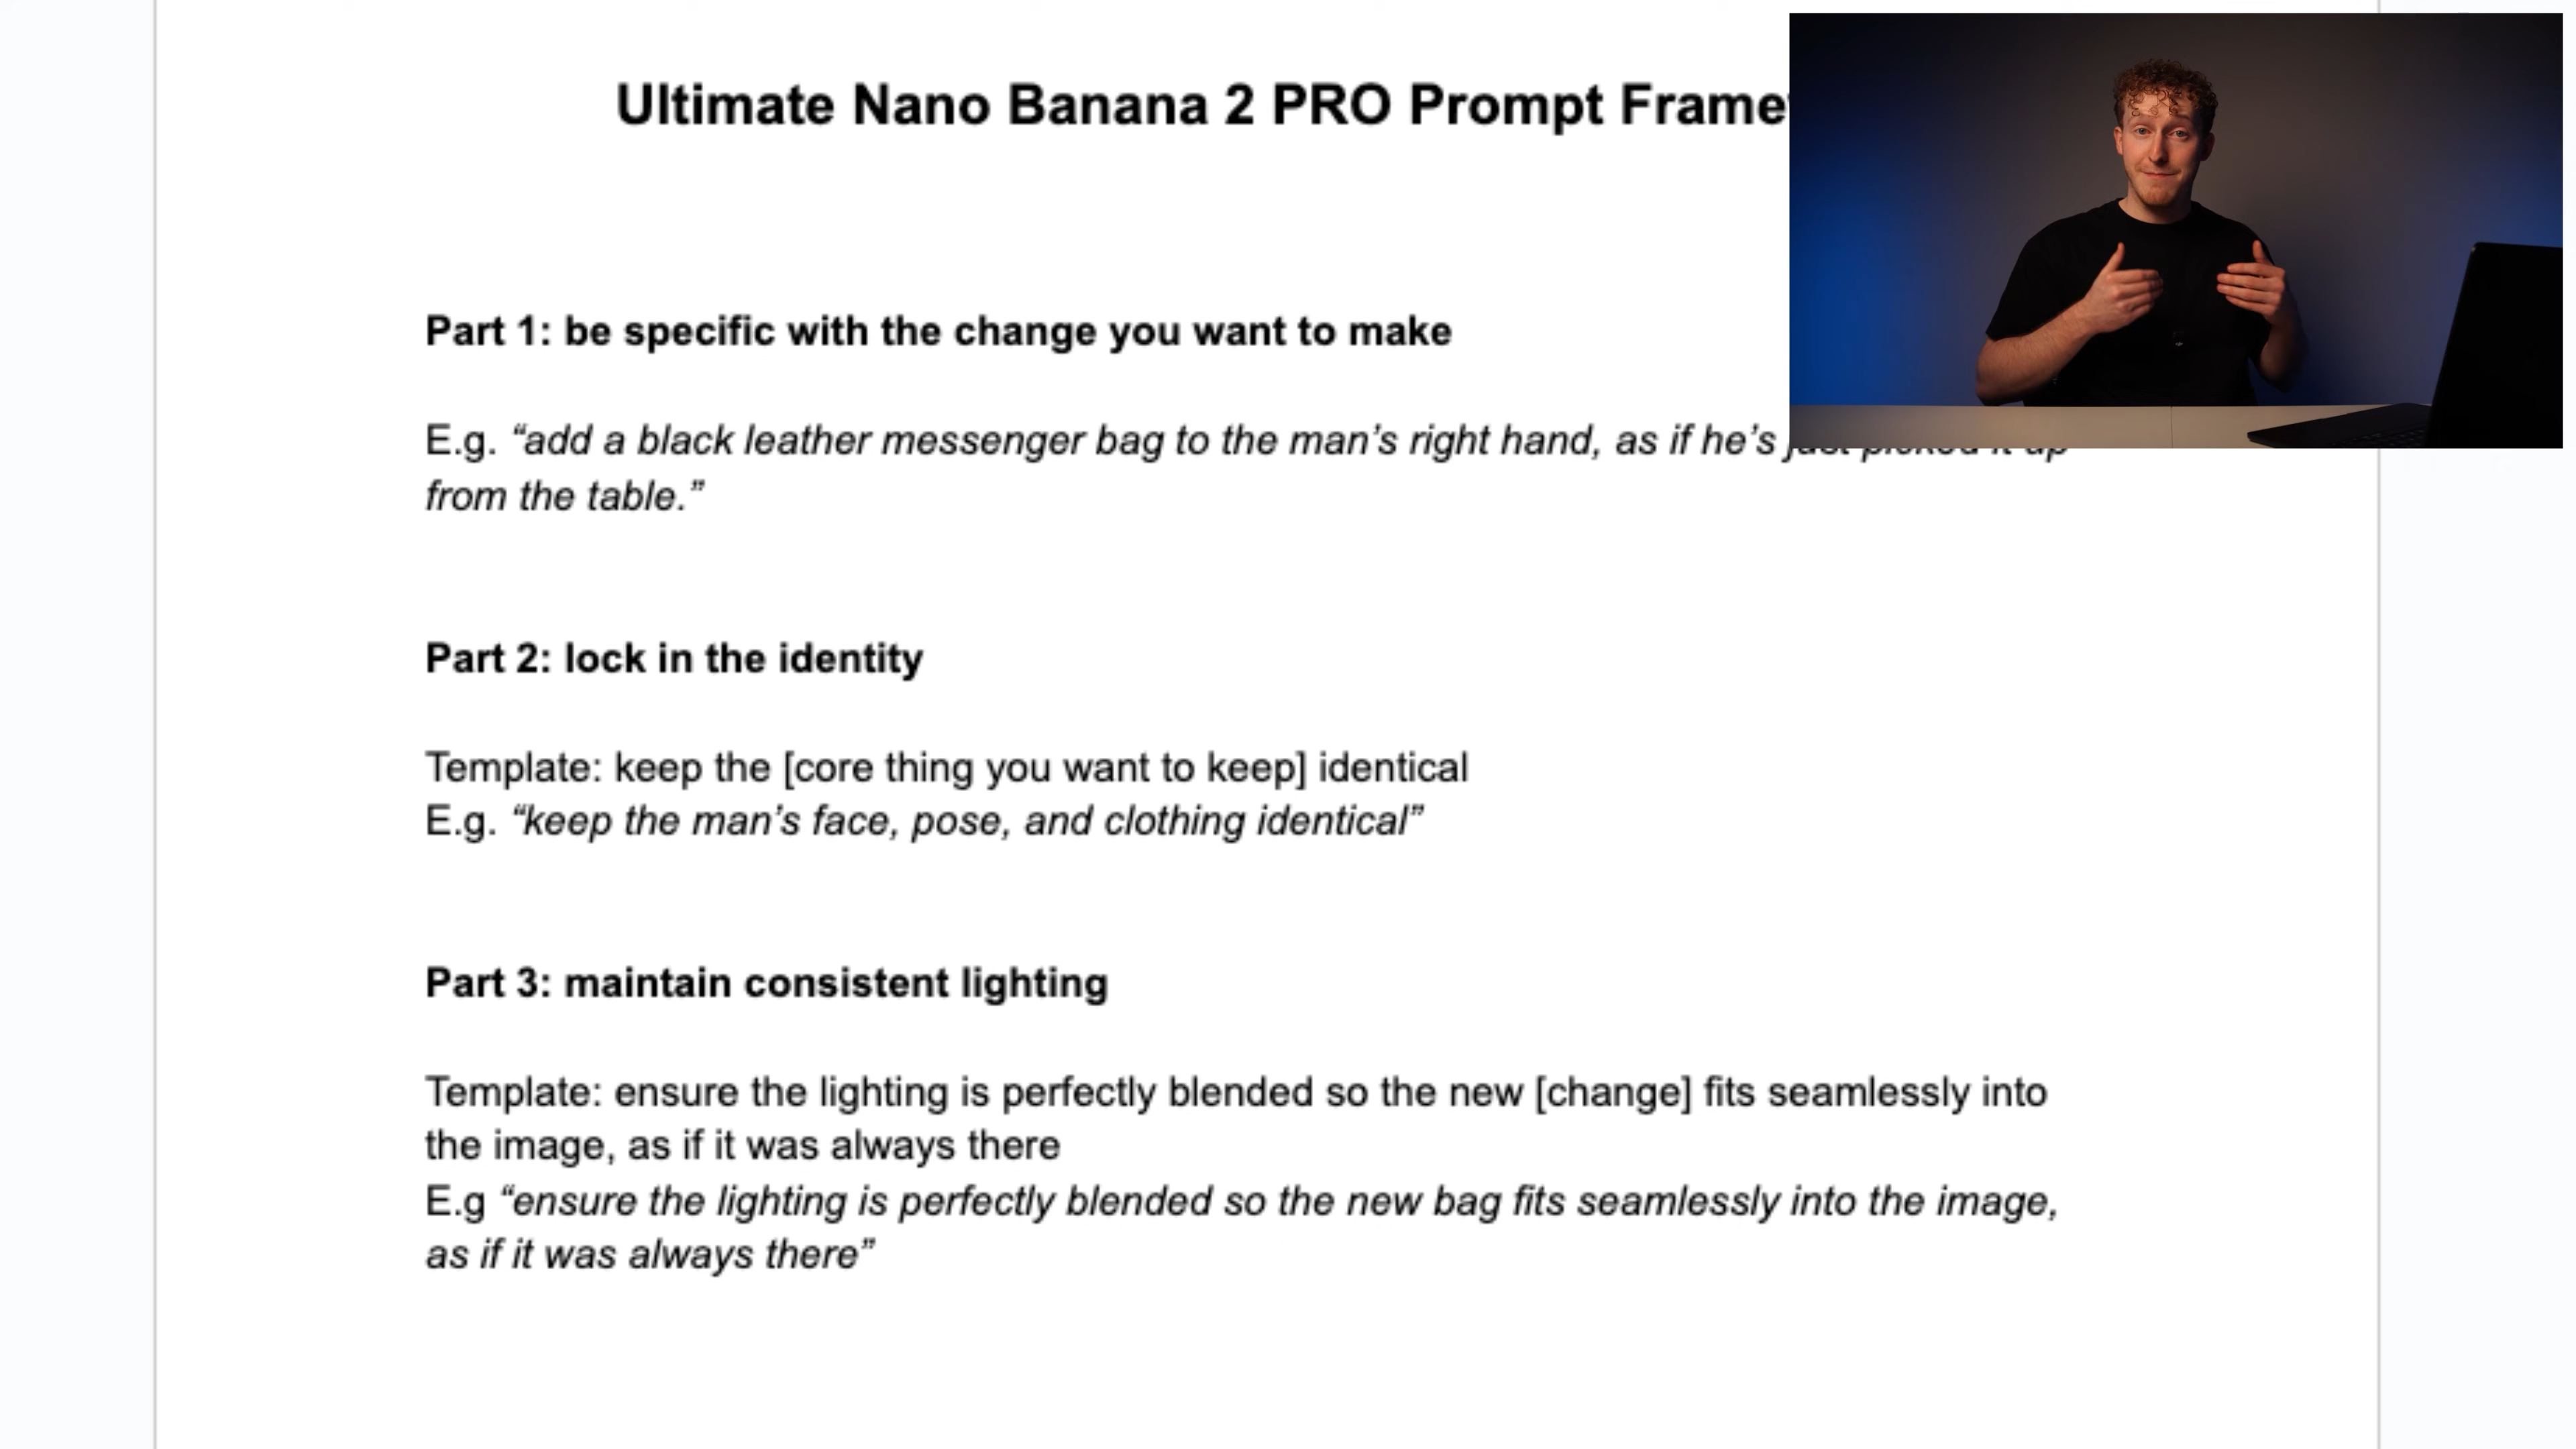 Ultimate Nano Banana 2 PRO Prompt
Part 1: be specific with the change you want to make
E.g. “add a black leather messenger bag to the man’s right hand, as if he’s
from the table.”
Part 2: lock in the identity
Template: keep the [core thing you want to keep] identical
E.g. “keep the man’s face, pose, and clothing identical”
Part 3: maintain consistent lighting
Template: ensure the lighting is perfectly blended so the new [change] fits seamlessly into
the image, as if it was always there
E.g “ensure the lighting is perfectly blended so the new bag fits seamlessly into the image,
as if it was always there”